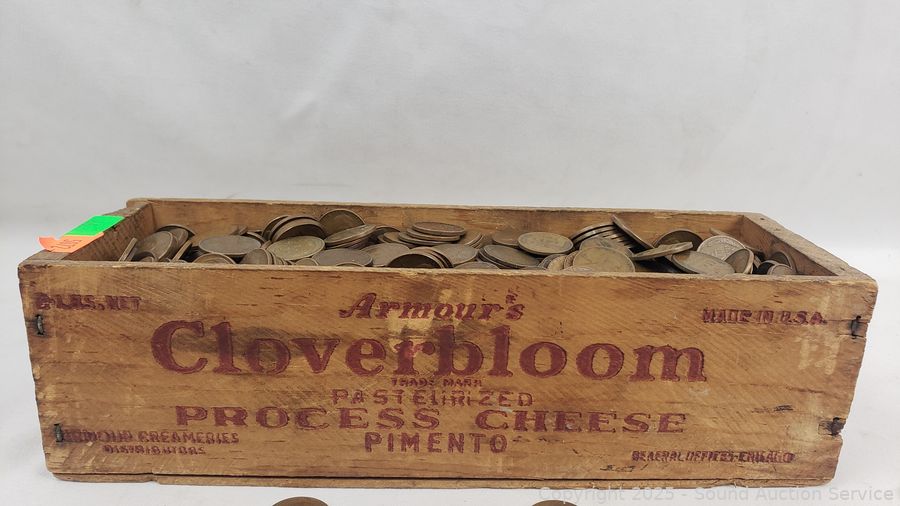 Armour's
LBS. NET
MADE IN U.S.A.
Cloverbloom
TRADE MARK
PASTEURIZED
PROCESS CHEESE
PIMENTO
ARMOUR CREAMERIES
DISTRIBUTORS
GENERAL OFFICES CHICAGO
Copyright 2025 - Sound Auction Service